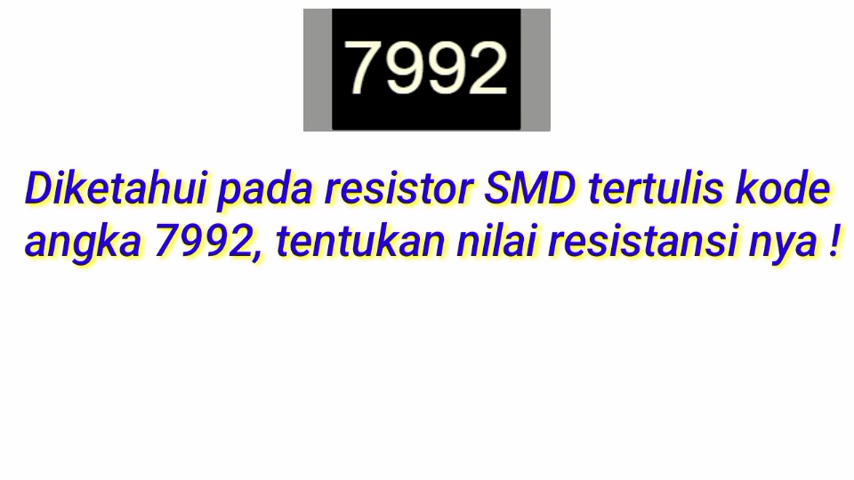 7992
Diketahui pada resistor SMD tertulis kode
angka 7992, tentukan nilai resistansi nya !